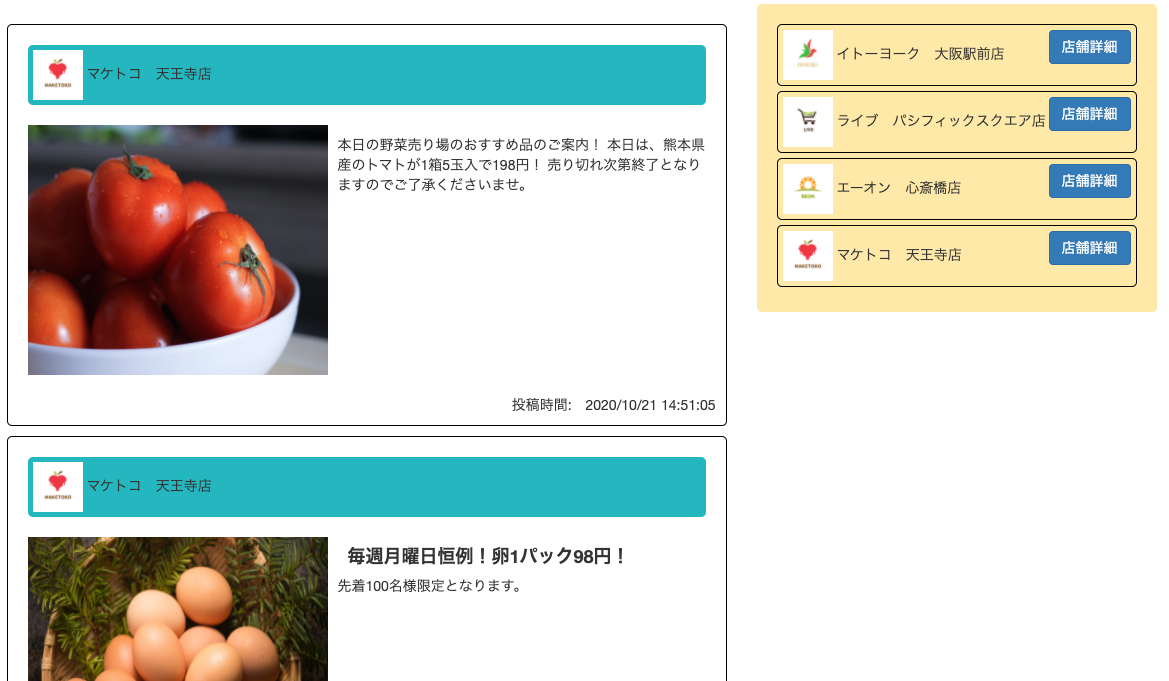 MAKETOKO
マケトコ　天王寺店
本日の野菜売り場のおすすめ品のご案内！ 本日は、熊本県
産のトマトが1箱5玉入で198円！ 売り切れ次第終了となり
ますのでご了承くださいませ。
投稿時間:　2020/10/21 14:51:05
MAKETOKO
マケトコ　天王寺店
毎週月曜日恒例！卵1パック98円！
先着100名様限定となります。
イトーヨーク　大阪駅前店
店舗詳細
LIVE
ライブ　パシフィックスクエア店
店舗詳細
エーオン　心斎橋店
店舗詳細
MAKETOKO
マケトコ　天王寺店
店舗詳細